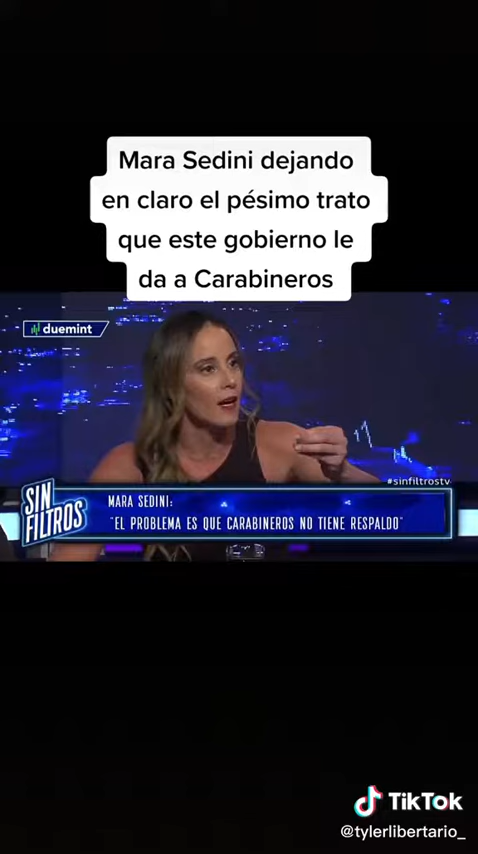 Mara Sedini dejando
en claro el pésimo trato
que este gobierno le
da a Carabineros
duemint
#sinfiltrostv
SIN
FILTROS
MARA SEDINI:
"EL PROBLEMA ES QUE CARABINEROS NO TIENE RESPALDO"
TikTok
@tylerlibertario_